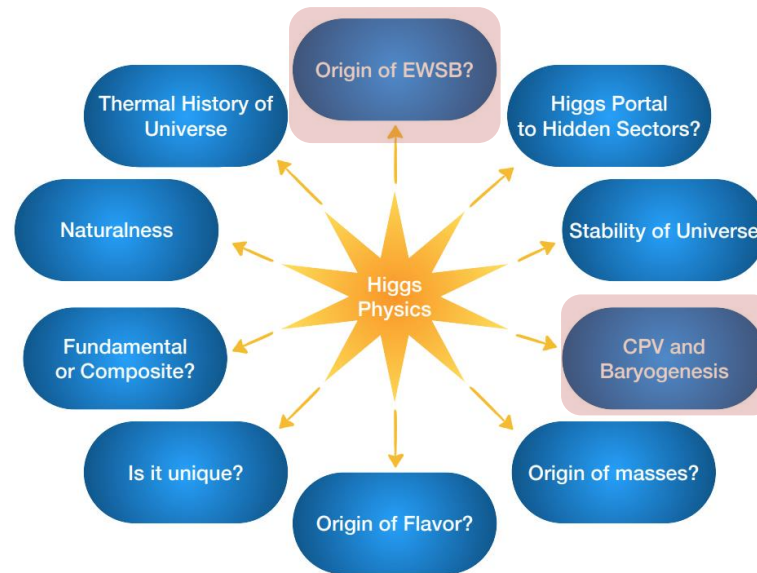 Origin of EWSB?
Thermal History of
Universe
Higgs Portal
to Hidden Sectors?
Naturalness
Stability of Universe
Higgs
Physics
Fundamental
or Composite?
CPV and
Baryogenesis
Is it unique?
Origin of masses?
Origin of Flavor?